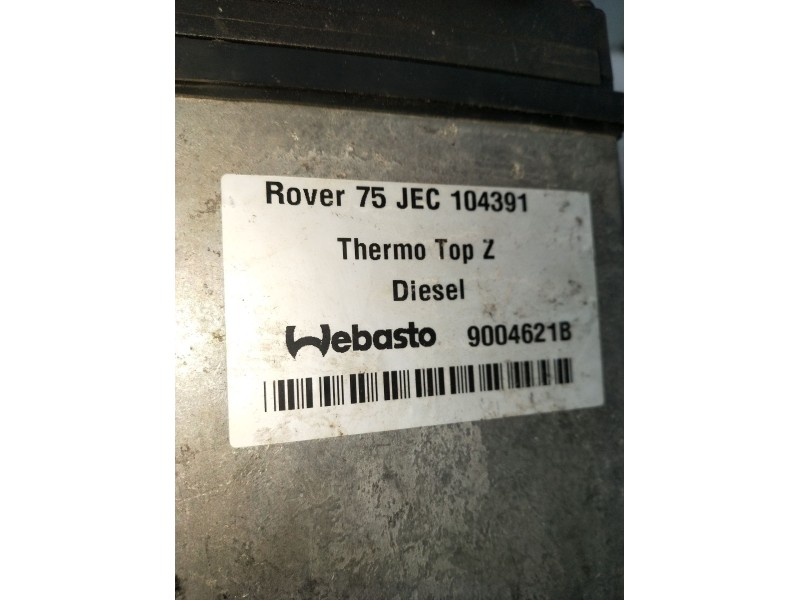 Rover 75 JEC 104391
Thermo Top Z
Diesel
Webasto 9004621B